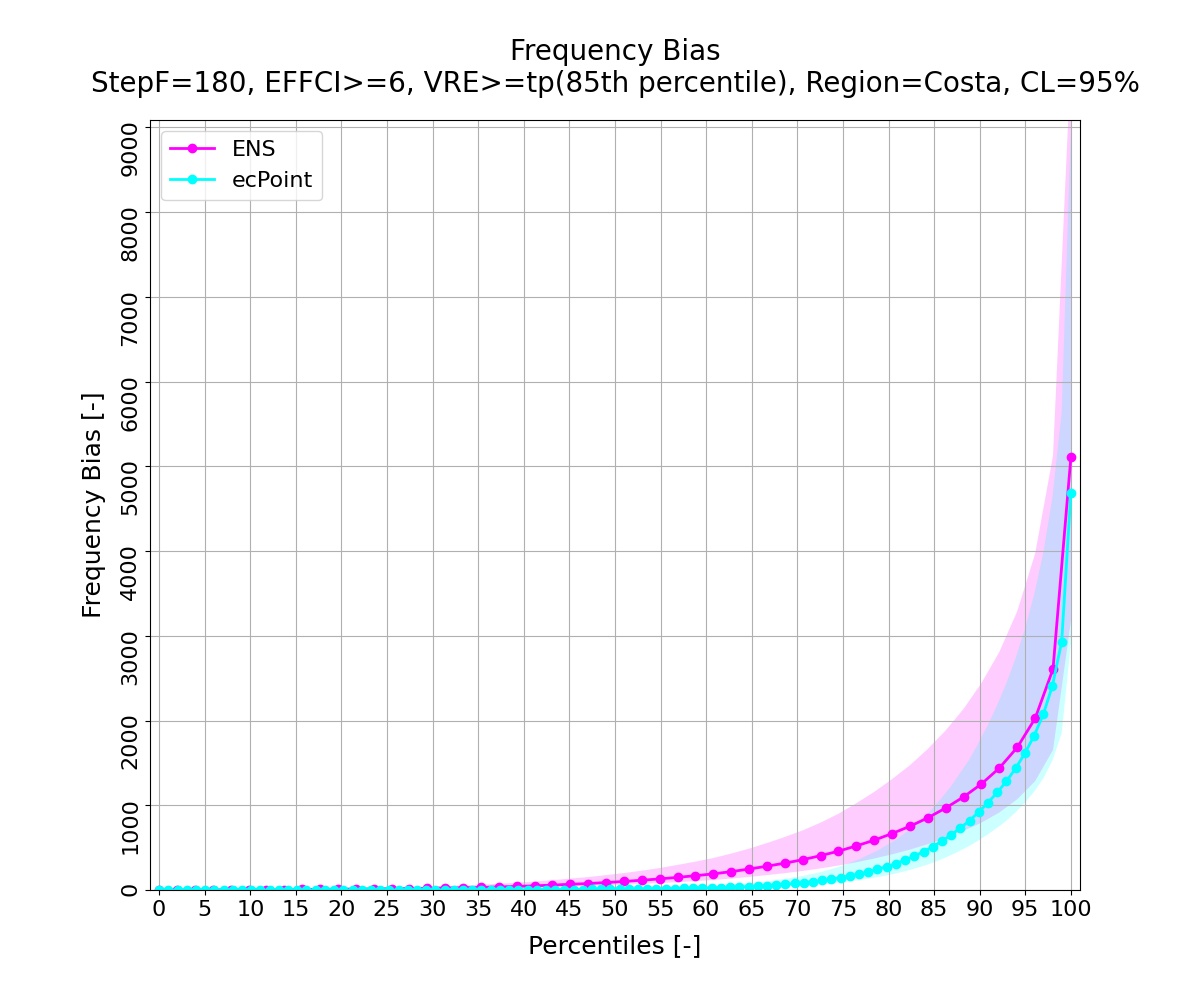 Frequency Bias
StepF=180, EFFCI>=6, VRE>=tp(85th percentile), Region=Costa, CL=95%
ENS
ecPoint
Frequency Bias [-]
9000
8000
7000
6000
5000
4000
3000
2000
1000
0
0 5 10 15 20 25 30 35 40 45 50 55 60 65 70 75 80 85 90 95 100
Percentiles [-]